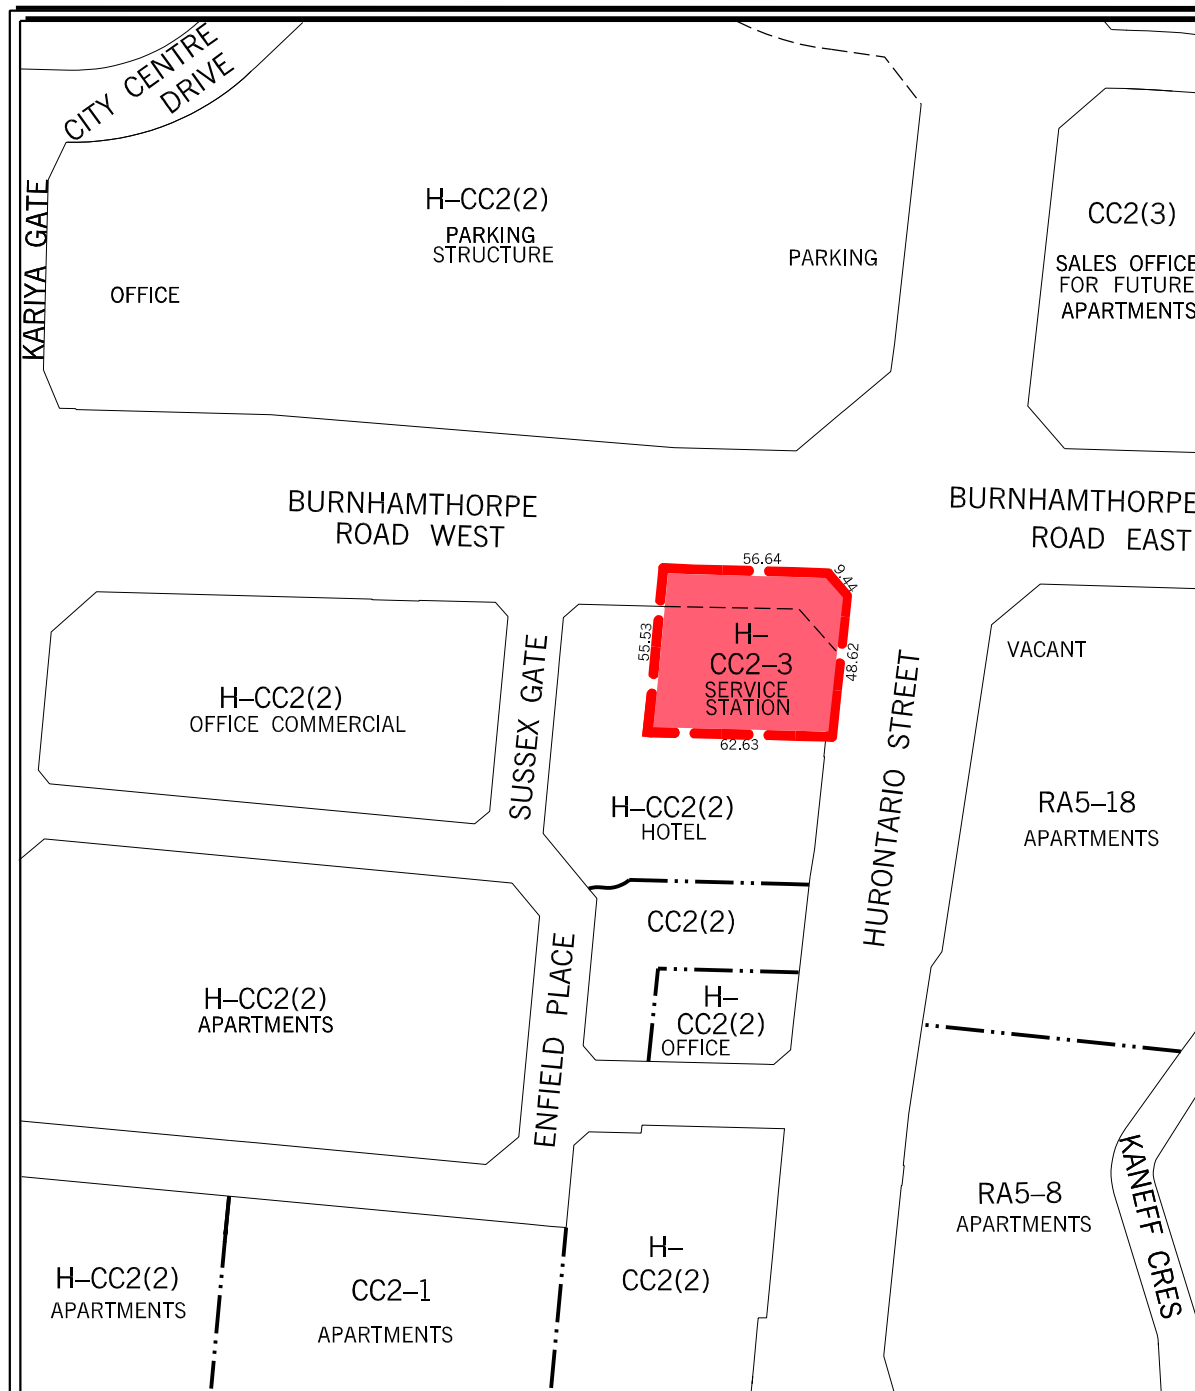 CITY CENTRE
DRIVE
KARIYA GATE
H–CC2(2)
PARKING
STRUCTURE
PARKING
OFFICE
CC2(3)
SALES OFFICE
FOR FUTURE
APARTMENTS
BURNHAMTHORPE
ROAD WEST
BURNHAMTHORPE
ROAD EAST
56.64
9.44
55.53
48.62
62.63
H–
CC2–3
SERVICE
STATION
VACANT
SUSSEX GATE
H–CC2(2)
OFFICE COMMERCIAL
HURONTARIO STREET
H–CC2(2)
HOTEL
RA5–18
APARTMENTS
CC2(2)
ENFIELD PLACE
H–CC2(2)
APARTMENTS
H–
CC2(2)
OFFICE
KANEFF CRES
RA5–8
APARTMENTS
H–CC2(2)
APARTMENTS
CC2–1
APARTMENTS
H–
CC2(2)